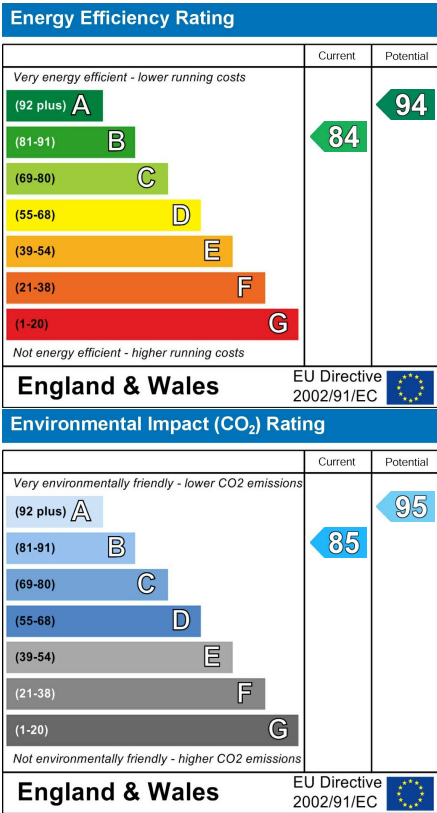 Energy Efficiency Rating
Current Potential
Very energy efficient - lower running costs
(92 plus) A
94
(81-91) B
84
(69-80) C
(55-68) D
(39-54) E
(21-38) F
(1-20) G
Not energy efficient - higher running costs
England & Wales
EU Directive
2002/91/EC
Environmental Impact (CO₂) Rating
Current Potential
Very environmentally friendly - lower CO2 emissions
(92 plus) A
95
(81-91) B
85
(69-80) C
(55-68) D
(39-54) E
(21-38) F
(1-20) G
Not environmentally friendly - higher CO2 emissions
England & Wales
EU Directive
2002/91/EC